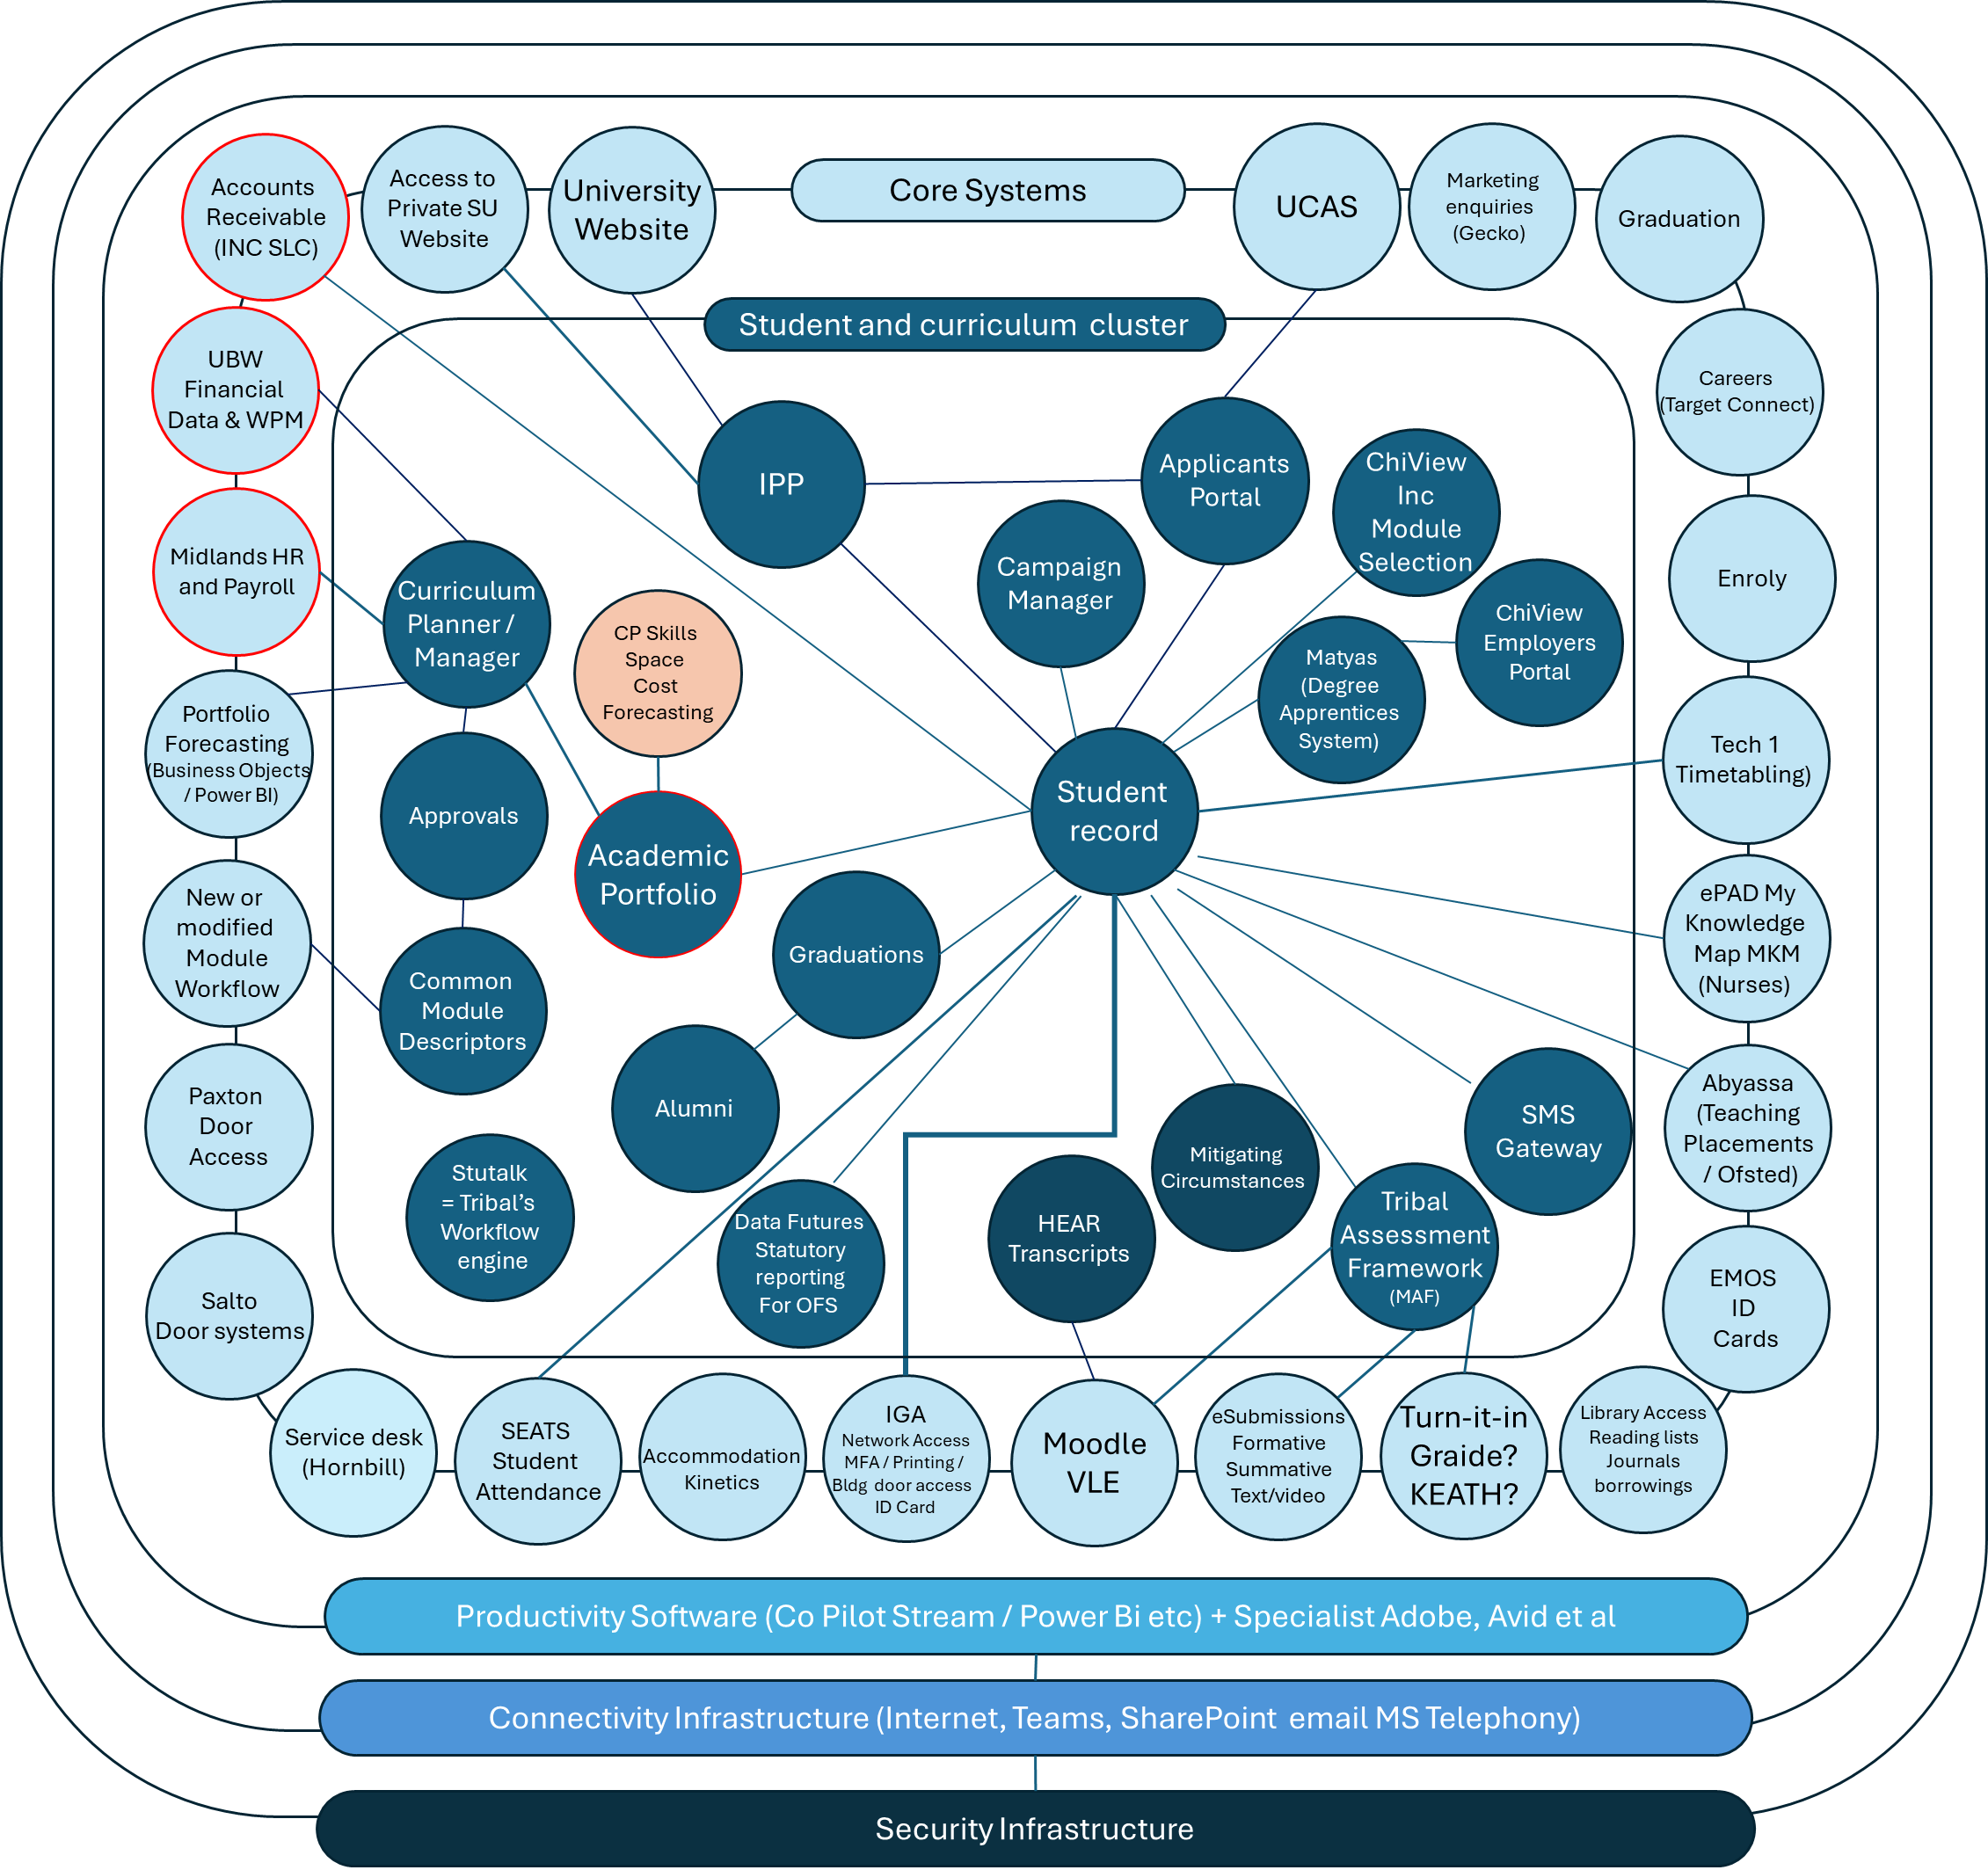 Accounts
Receivable
(INC SLC)
Access to
Private SU
Website
University
Website
Core Systems
UCAS
Marketing
enquiries
(Gecko)
Graduation
Student and curriculum cluster
UBW
Financial
Data & WPM
Careers
(Target Connect)
IPP
Applicants
Portal
ChiView
Inc
Module
Selection
Midlands HR
and Payroll
Curriculum
Planner /
Manager
CP Skills
Space
Cost
Forecasting
Campaign
Manager
Matyas
(Degree
Apprentices
System)
ChiView
Employers
Portal
Enroly
Portfolio
Forecasting
(Business Objects
/ Power BI)
Approvals
Academic
Portfolio
Student
record
Tech 1
Timetabling)
New or
modified
Module
Workflow
Common
Module
Descriptors
Graduations
ePAD My
Knowledge
Map MKM
(Nurses)
Paxton
Door
Access
Alumni
Mitigating
Circumstances
SMS
Gateway
Abyassa
(Teaching
Placements
/ Ofsted)
Stutalk
= Tribal’s
Workflow
engine
Data Futures
Statutory
reporting
For OFS
HEAR
Transcripts
Tribal
Assessment
Framework
(MAF)
Salto
Door systems
EMOS
ID
Cards
Service desk
(Hornbill)
SEATS
Student
Attendance
Accommodation
Kinetics
IGA
Network Access
MFA / Printing /
Bldg door access
ID Card
Moodle
VLE
eSubmissions
Formative
Summative
Text/video
Turn-it-in
Graide?
KEATH?
Library Access
Reading lists
Journals
borrowings
Productivity Software (Co Pilot Stream / Power Bi etc) + Specialist Adobe, Avid et al
Connectivity Infrastructure (Internet, Teams, SharePoint email MS Telephony)
Security Infrastructure